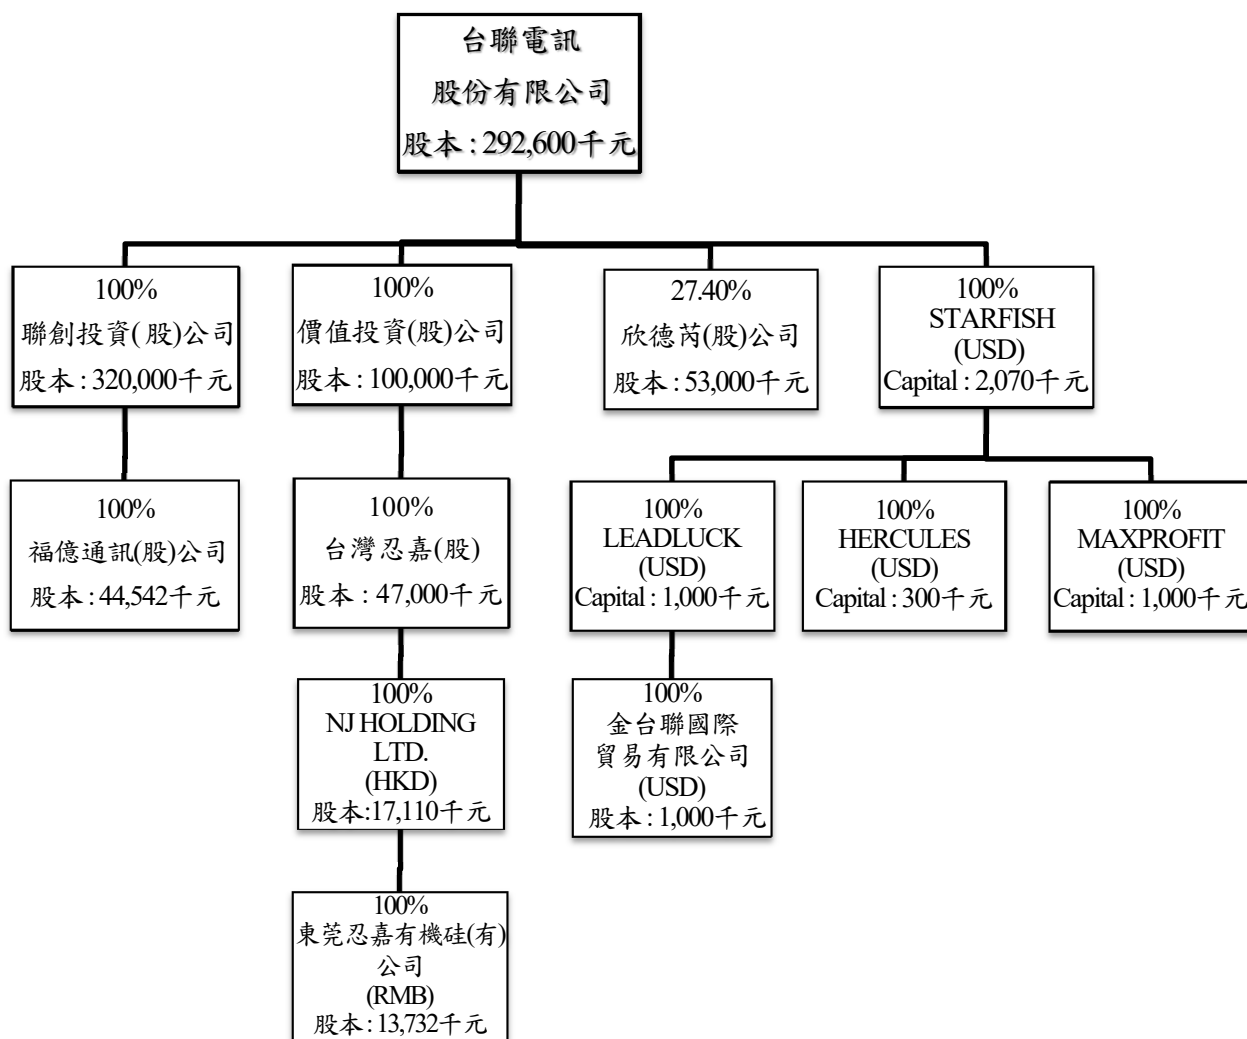 台聯電訊
股份有限公司
股本:292,600千元
100%
聯創投資(股)公司
股本:320,000千元
100%
價值投資(股)公司
股本:100,000千元
27.40%
欣德芮(股)公司
股本:53,000千元
100%
STARFISH
(USD)
Capital:2,070千元
100%
福億通訊(股)公司
股本:44,542千元
100%
台灣忍嘉(股)
股本:47,000千元
100%
LEADLUCK
(USD)
Capital:1,000千元
100%
HERCULES
(USD)
Capital:300千元
100%
MAXPROFIT
(USD)
Capital:1,000千元
100%
NJ HOLDING
LTD.
(HKD)
股本:17,110千元
100%
金台聯國際
貿易有限公司
(USD)
股本:1,000千元
100%
東莞忍嘉有機硅(有)
公司
(RMB)
股本:13,732千元